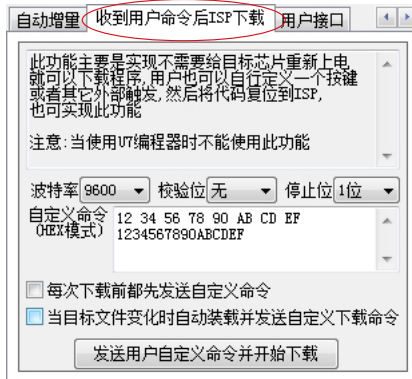 自动增量 收到用户命令后ISP下载 用户接口
此功能主要是实现不需要给目标芯片重新上电
就可以下载程序,用户也可以自行定义一个按键
或者其它外部触发,然后将代码复位到ISP,
也可实现此功能
注意:当使用U7编程器时不能使用此功能
波特率 9600 校验位 无 停止位 1位
自定义命令 12 34 56 78 90 AB CD EF
(HEX模式) 1234567890ABCDEF
每次下载前都先发送自定义命令
当目标文件变化时自动装载并发送自定义下载命令
发送用户自定义命令并开始下载